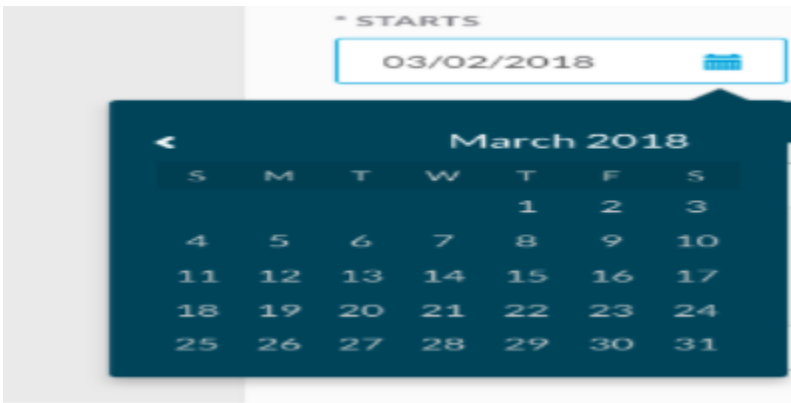 * STARTS
03/02/2018
< March 2018
S M T W T F S
1 2 3
4 5 6 7 8 9 10
11 12 13 14 15 16 17
18 19 20 21 22 23 24
25 26 27 28 29 30 31